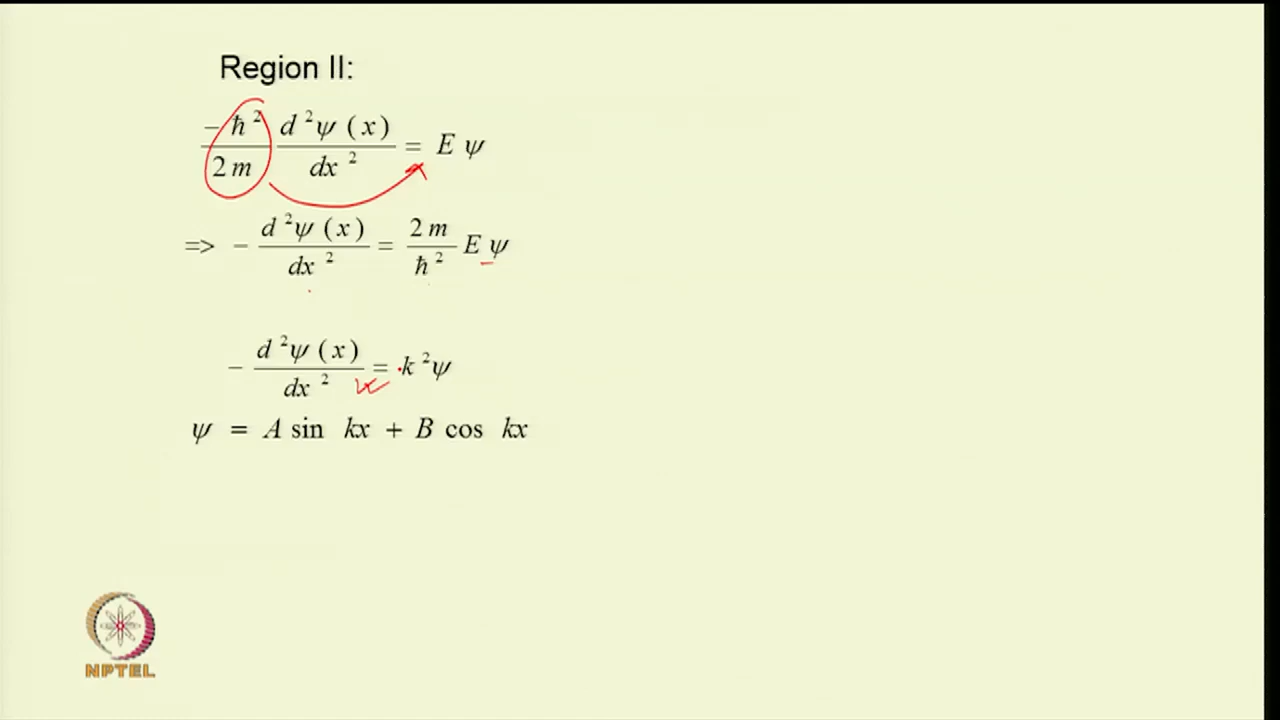 Region II:
−ħ²/2m d²ψ(x)/dx² = Eψ
=> − d²ψ(x)/dx² = 2m/ħ² Eψ
− d²ψ(x)/dx² = k²ψ
ψ = A sin kx + B cos kx
NPTEL